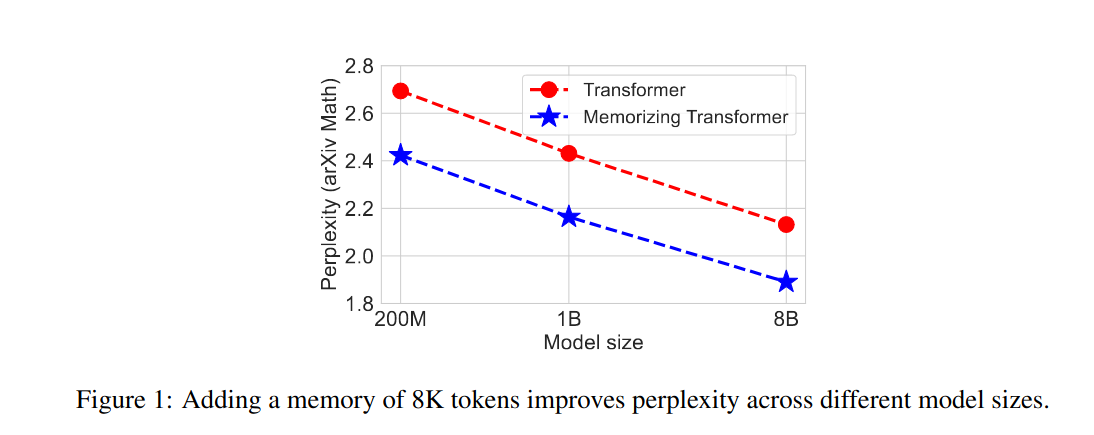 2.8
2.6
2.4
2.2
2.0
1.8
Perplexity (arXiv Math)
Transformer
Memorizing Transformer
200M 1B 8B
Model size
Figure 1: Adding a memory of 8K tokens improves perplexity across different model sizes.